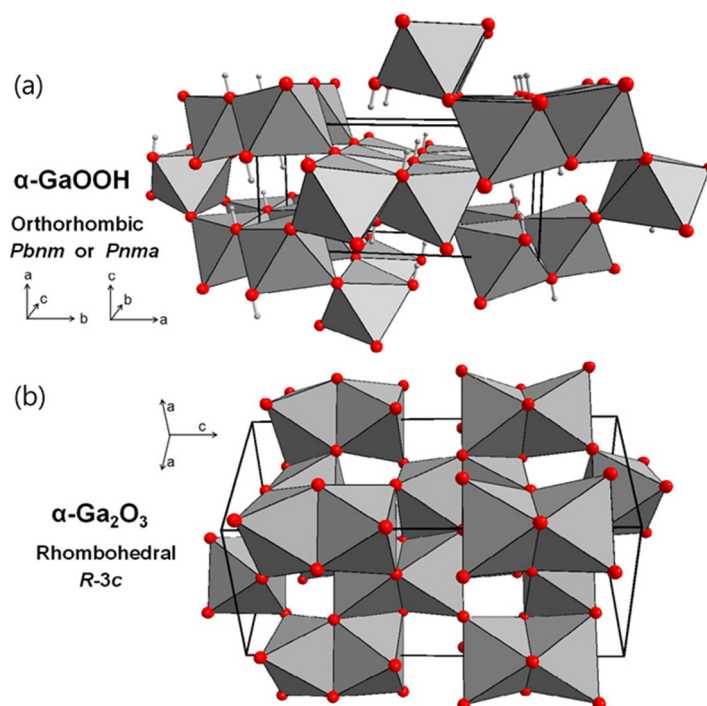 (a)
α-GaOOH
Orthorhombic
Pbnm or Pnma
a
c
b
c
b
a
(b)
a
c
a
α-Ga₂O₃
Rhombohedral
R-3c